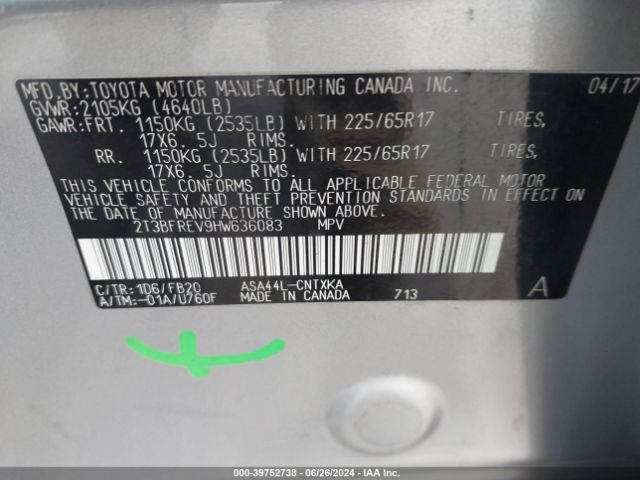 MFD.BY:TOYOTA MOTOR MANUFACTURING CANADA INC. 04/17
GVWR:2105KG (4640LB)
GAWR:FRT. 1150KG (2535LB) WITH 225/65R17 TIRES,
17X6. 5J RIMS.
RR. 1150KG (2535LB) WITH 225/65R17 TIRES,
17X6. 5J RIMS.
THIS VEHICLE CONFORMS TO ALL APPLICABLE FEDERAL MOTOR
VEHICLE SAFETY AND THEFT PREVENTION STANDARDS IN EFFECT
ON THE DATE OF MANUFACTURE SHOWN ABOVE.
2T3BFREV9HW636083 MPV
C/TR:1D6/FB20 ASA44L-CNTXKA
A/TM:-01A/U760F MADE IN CANADA 713 A
000-39752738 - 06/26/2024 - IAA Inc.